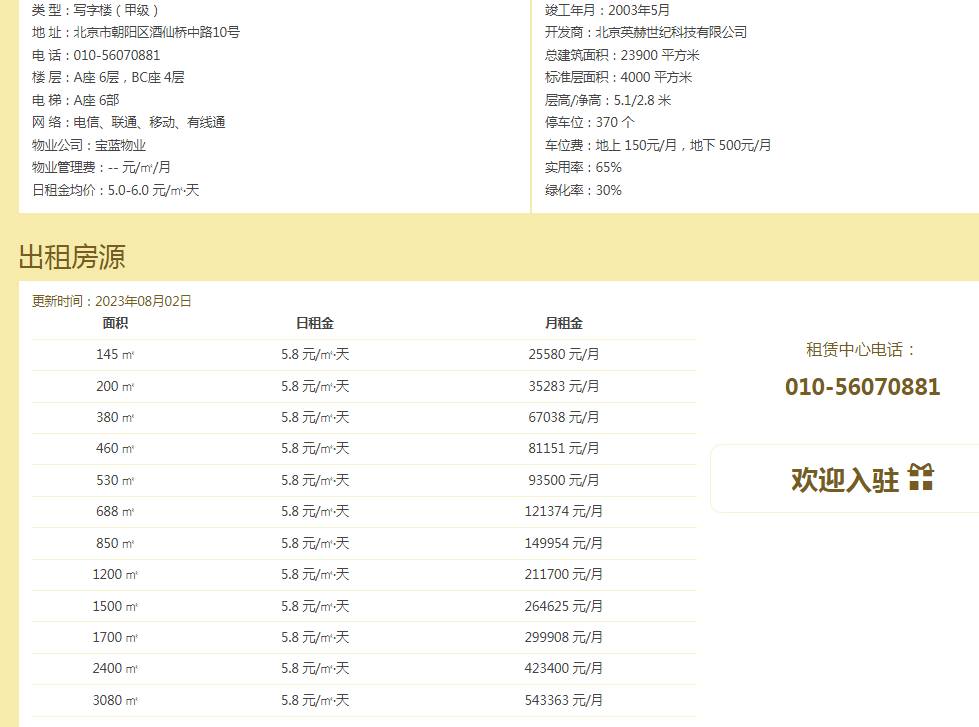 类 型：写字楼（甲级）
地 址：北京市朝阳区酒仙桥中路10号
电 话：010-56070881
楼 层：A座 6层，BC座 4层
电 梯：A座 6部
网 络：电信、联通、移动、有线通
物业公司：宝蓝物业
物业管理费：-- 元/㎡/月
日租金均价：5.0-6.0 元/㎡·天
竣工年月：2003年5月
开发商：北京英赫世纪科技有限公司
总建筑面积：23900 平方米
标准层面积：4000 平方米
层高/净高：5.1/2.8 米
停车位：370 个
车位费：地上 150元/月，地下 500元/月
实用率：65%
绿化率：30%
出租房源
更新时间：2023年08月02日
面积 日租金 月租金
145 ㎡ 5.8 元/㎡·天 25580 元/月
200 ㎡ 5.8 元/㎡·天 35283 元/月
380 ㎡ 5.8 元/㎡·天 67038 元/月
460 ㎡ 5.8 元/㎡·天 81151 元/月
530 ㎡ 5.8 元/㎡·天 93500 元/月
688 ㎡ 5.8 元/㎡·天 121374 元/月
850 ㎡ 5.8 元/㎡·天 149954 元/月
1200 ㎡ 5.8 元/㎡·天 211700 元/月
1500 ㎡ 5.8 元/㎡·天 264625 元/月
1700 ㎡ 5.8 元/㎡·天 299908 元/月
2400 ㎡ 5.8 元/㎡·天 423400 元/月
3080 ㎡ 5.8 元/㎡·天 543363 元/月
租赁中心电话：
010-56070881
欢迎入驻